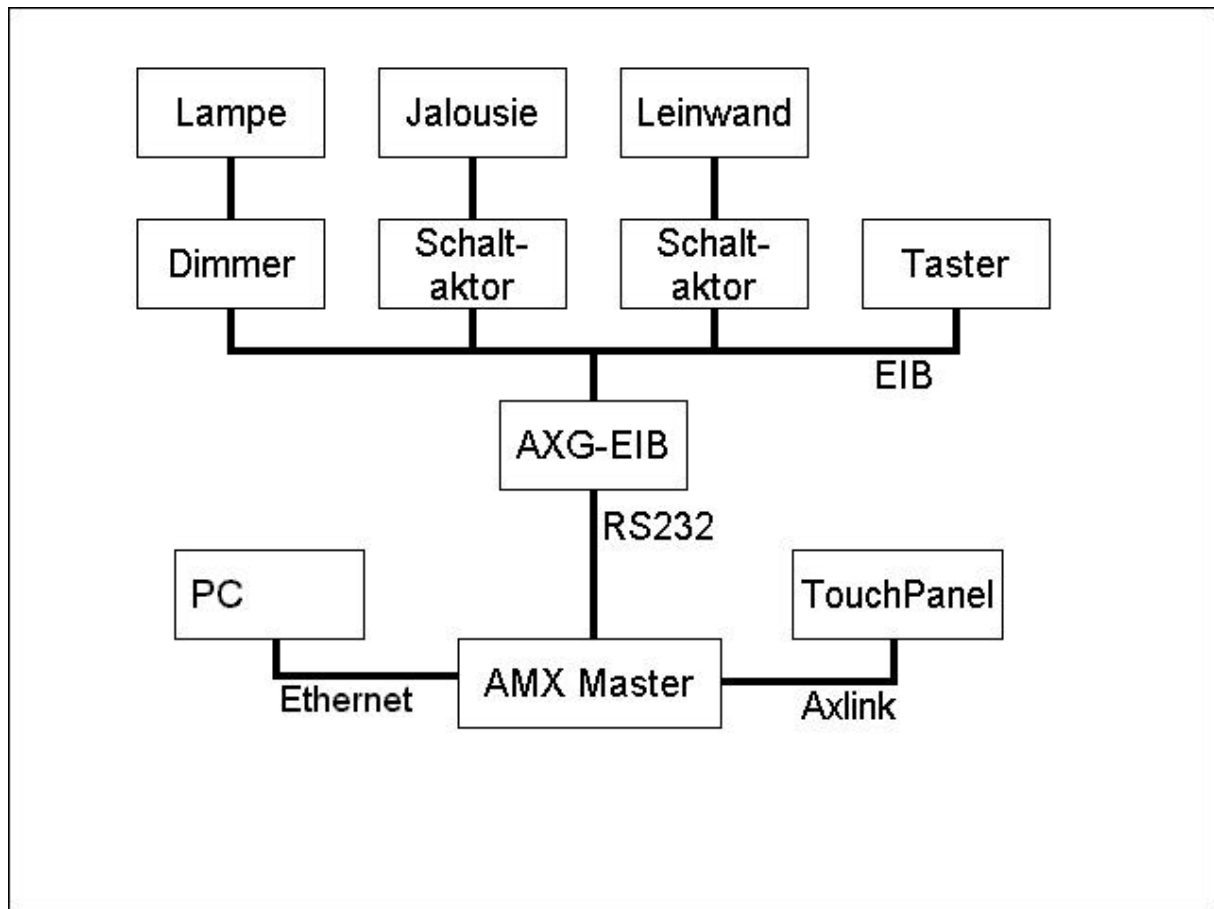 Lampe
Jalousie
Leinwand
Dimmer
Schalt-
aktor
Schalt-
aktor
Taster
EIB
AXG-EIB
RS232
PC
TouchPanel
AMX Master
Ethernet
Axlink